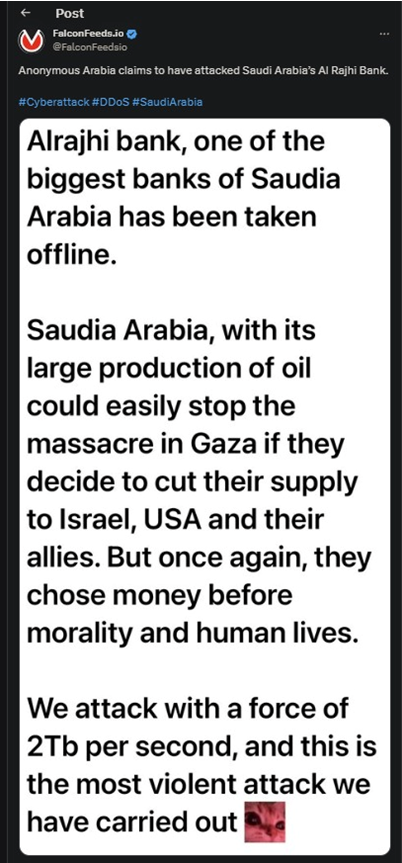 ← Post
FalconFeeds.io
@FalconFeedsio
...
Anonymous Arabia claims to have attacked Saudi Arabia's Al Rajhi Bank.
#Cyberattack #DDoS #SaudiArabia
Alrajhi bank, one of the
biggest banks of Saudia
Arabia has been taken
offline.
Saudia Arabia, with its
large production of oil
could easily stop the
massacre in Gaza if they
decide to cut their supply
to Israel, USA and their
allies. But once again, they
chose money before
morality and human lives.
We attack with a force of
2Tb per second, and this is
the most violent attack we
have carried out